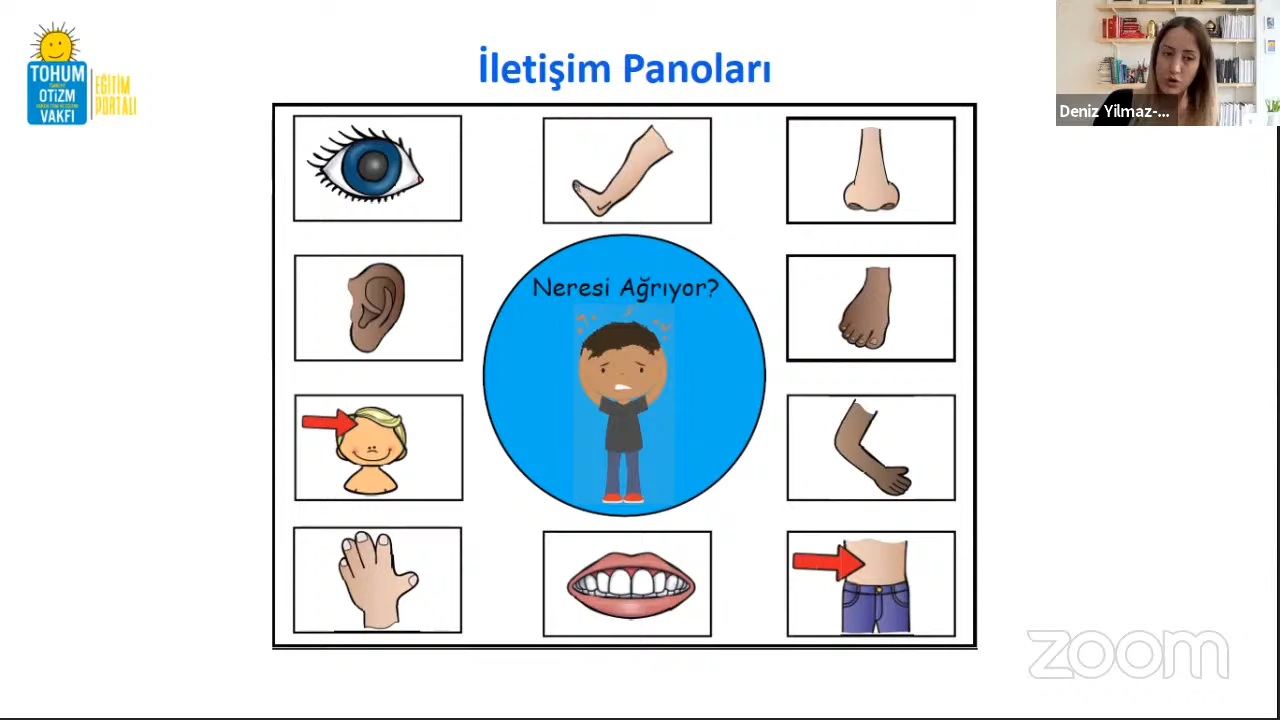 TOHUM
OTİZM
VAKFI
EĞİTİM
PORTALI
İletişim Panoları
Deniz Yilmaz-...
Neresi Ağrıyor?
zoom